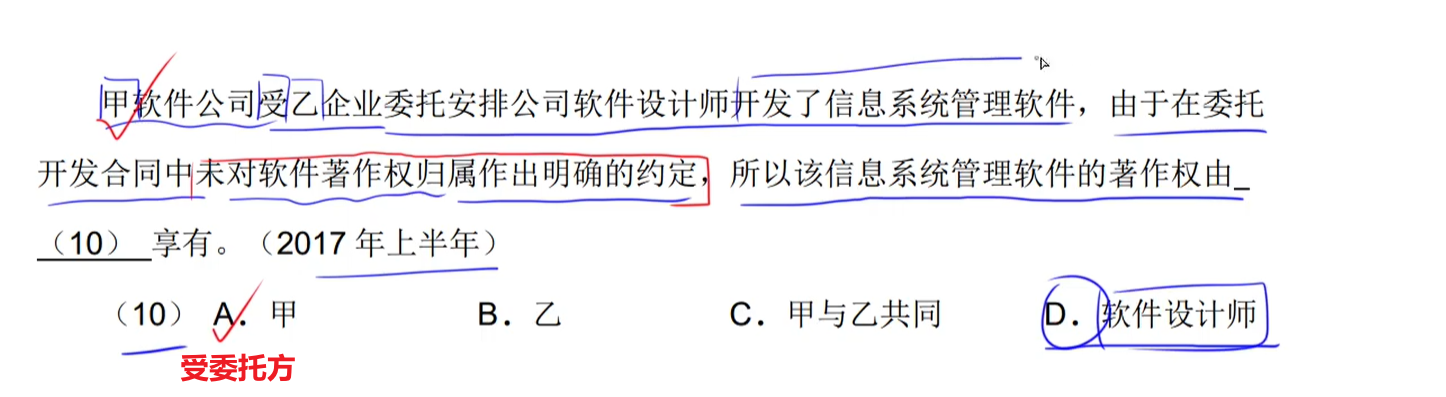 甲软件公司受乙企业委托安排公司软件设计师开发了信息系统管理软件，由于在委托
开发合同中未对软件著作权归属作出明确的约定，所以该信息系统管理软件的著作权由_
（10） 享有。（2017 年上半年）
（10） A．甲 B．乙 C．甲与乙共同 D．软件设计师
受委托方